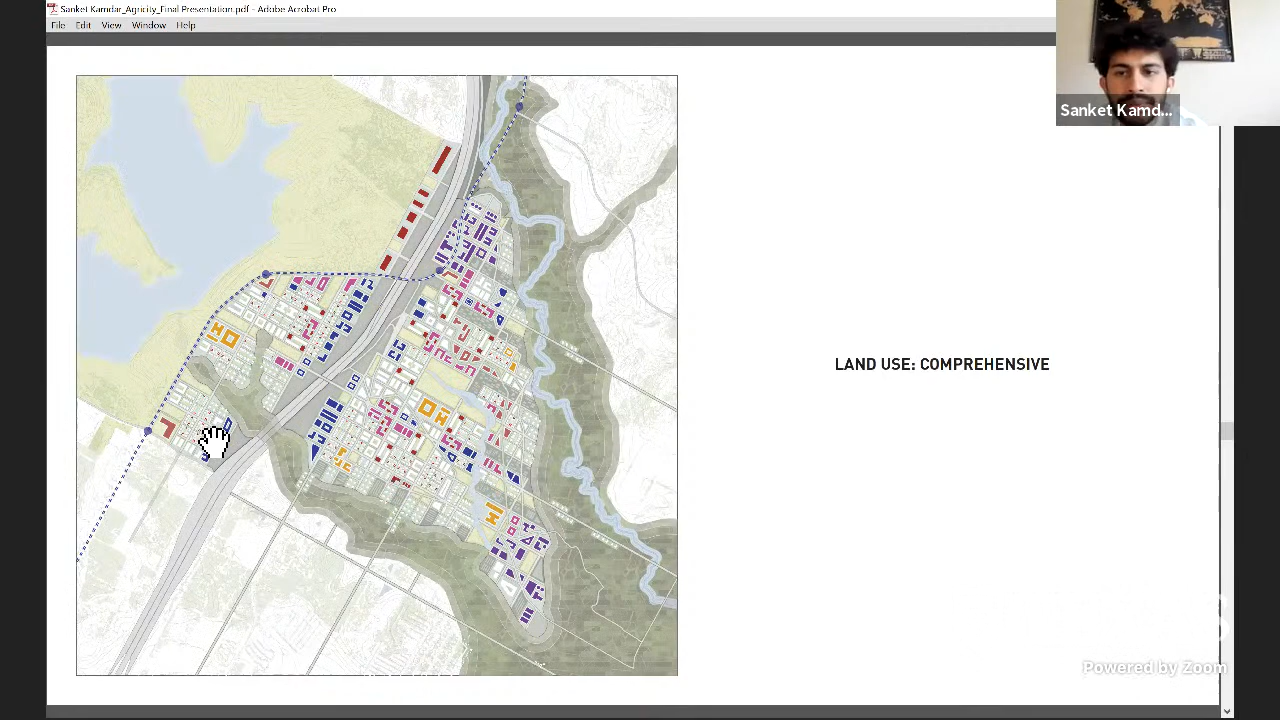 Sanket Kamdar_Agricity_Final Presentation.pdf - Adobe Acrobat Pro
File Edit View Window Help
Sanket Kamd...
LAND USE: COMPREHENSIVE
Powered by Zoom